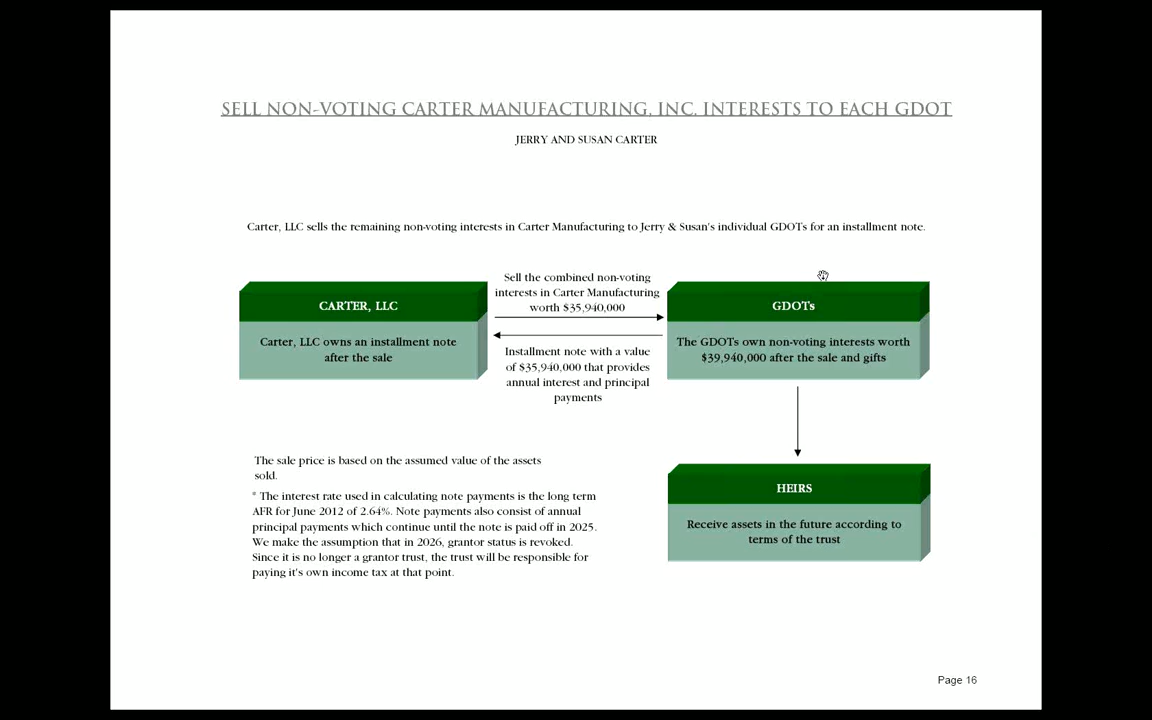 SELL NON-VOTING CARTER MANUFACTURING, INC. INTERESTS TO EACH GDOT
JERRY AND SUSAN CARTER
Carter, LLC sells the remaining non-voting interests in Carter Manufacturing to Jerry & Susan's individual GDOTs for an installment note.
CARTER, LLC
Carter, LLC owns an installment note
after the sale
Sell the combined non-voting
interests in Carter Manufacturing
worth $35,940,000
Installment note with a value
of $35,940,000 that provides
annual interest and principal
payments
GDOTs
The GDOTs own non-voting interests worth
$39,940,000 after the sale and gifts
The sale price is based on the assumed value of the assets
sold.
* The interest rate used in calculating note payments is the long term
AFR for June 2012 of 2.64%. Note payments also consist of annual
principal payments which continue until the note is paid off in 2025.
We make the assumption that in 2026, grantor status is revoked.
Since it is no longer a grantor trust, the trust will be responsible for
paying it's own income tax at that point.
HEIRS
Receive assets in the future according to
terms of the trust
Page 16